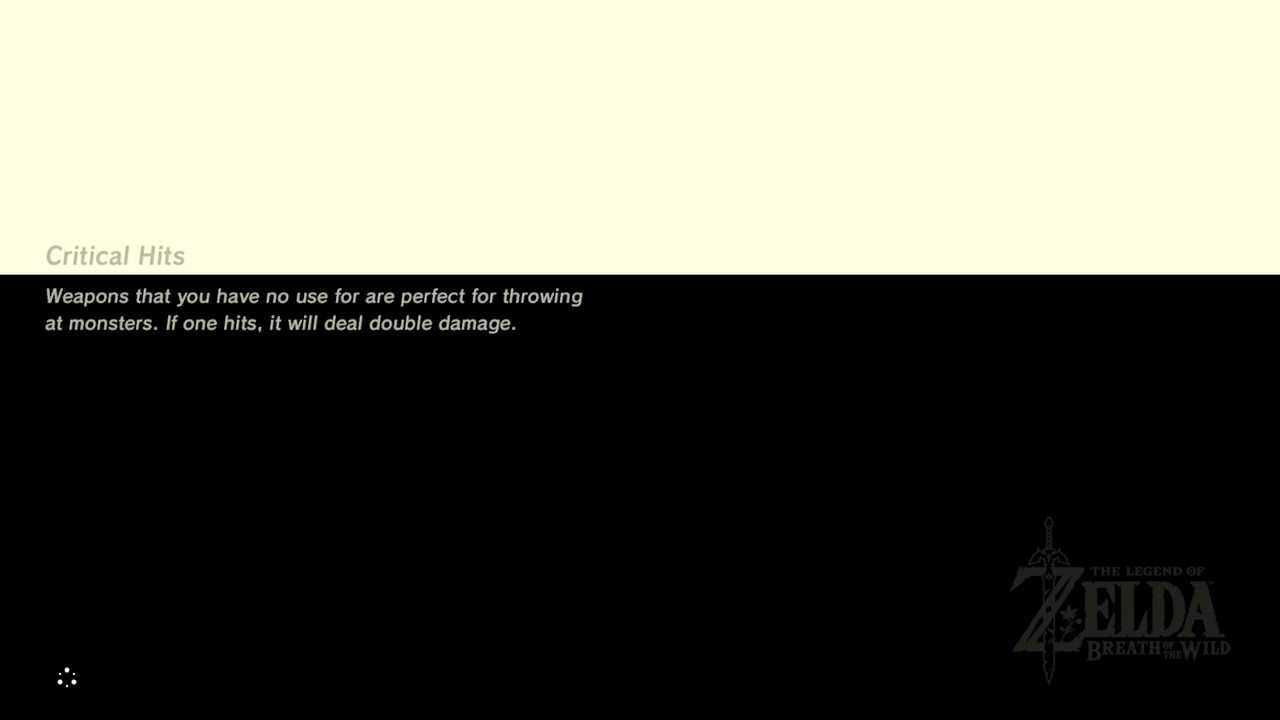 Critical Hits
Weapons that you have no use for are perfect for throwing
at monsters. If one hits, it will deal double damage.
THE LEGEND OF
ZELDA
BREATH OF THE WILD